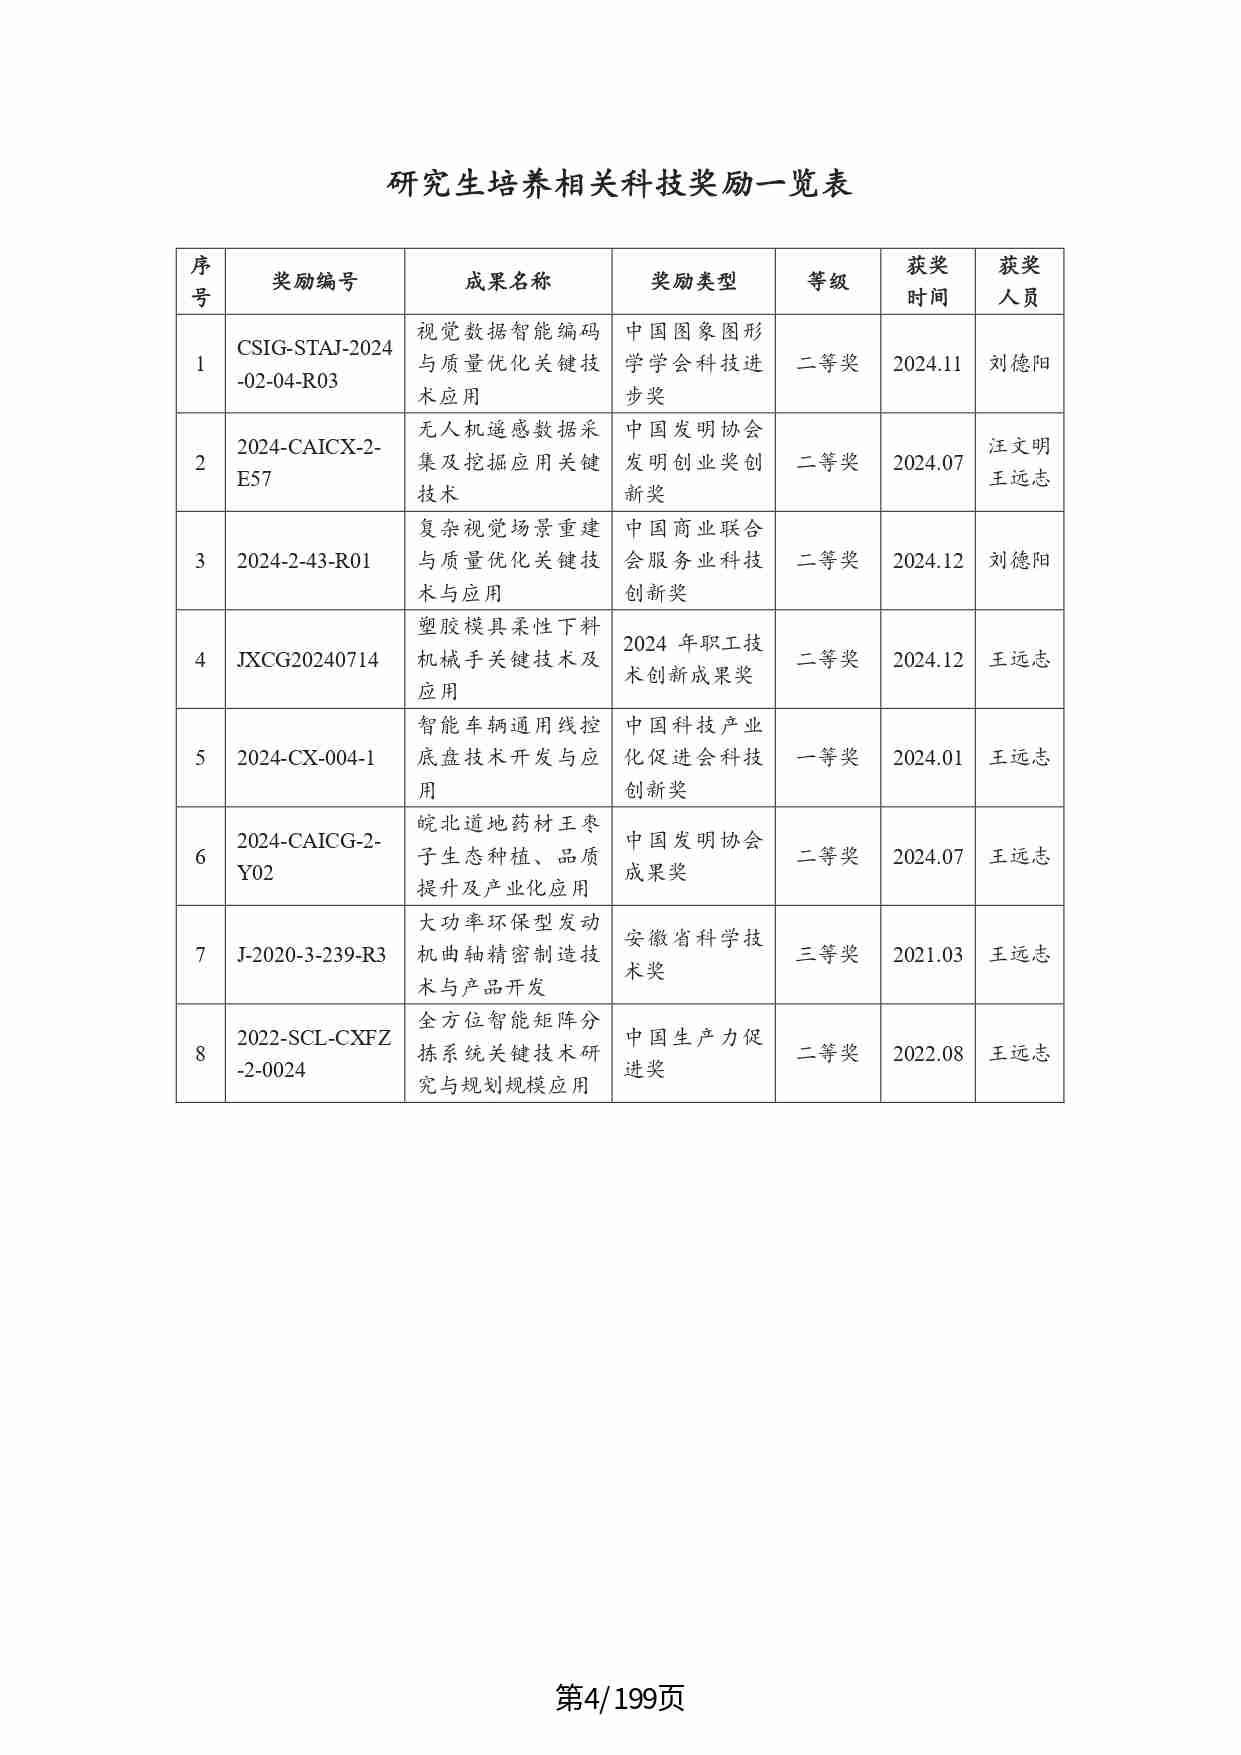 研究生培养相关科技奖励一览表
序号 奖励编号 成果名称 奖励类型 等级 获奖时间 获奖人员
1 CSIG-STAJ-2024-02-04-R03 视觉数据智能编码与质量优化关键技术应用 中国图象图形学学会科技进步奖 二等奖 2024.11 刘德阳
2 2024-CAICX-2-E57 无人机遥感数据采集及挖掘应用关键技术 中国发明协会发明创业奖创新奖 二等奖 2024.07 汪文明 王远志
3 2024-2-43-R01 复杂视觉场景重建与质量优化关键技术与应用 中国商业联合会服务业科技创新奖 二等奖 2024.12 刘德阳
4 JXCG20240714 塑胶模具柔性下料机械手关键技术及应用 2024 年职工技术创新成果奖 二等奖 2024.12 王远志
5 2024-CX-004-1 智能车辆通用线控底盘技术开发与应用 中国科技产业化促进会科技创新奖 一等奖 2024.01 王远志
6 2024-CAICG-2-Y02 皖北道地药材王枣子生态种植、品质提升及产业化应用 中国发明协会成果奖 二等奖 2024.07 王远志
7 J-2020-3-239-R3 大功率环保型发动机曲轴精密制造技术与产品开发 安徽省科学技术奖 三等奖 2021.03 王远志
8 2022-SCL-CXFZ-2-0024 全方位智能矩阵分拣系统关键技术研究与规划规模应用 中国生产力促进奖 二等奖 2022.08 王远志
第4/199页